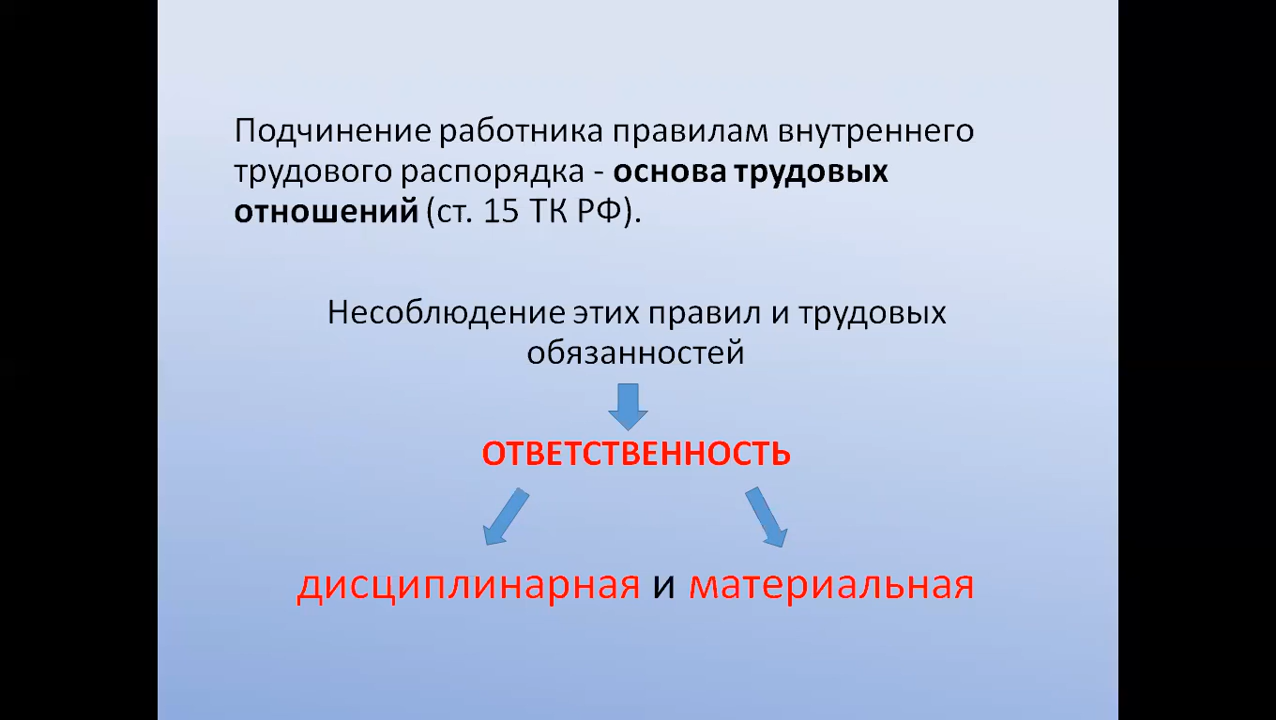 Подчинение работника правилам внутреннего
трудового распорядка - основа трудовых
отношений (ст. 15 ТК РФ).
Несоблюдение этих правил и трудовых
обязанностей
ОТВЕТСТВЕННОСТЬ
дисциплинарная и материальная